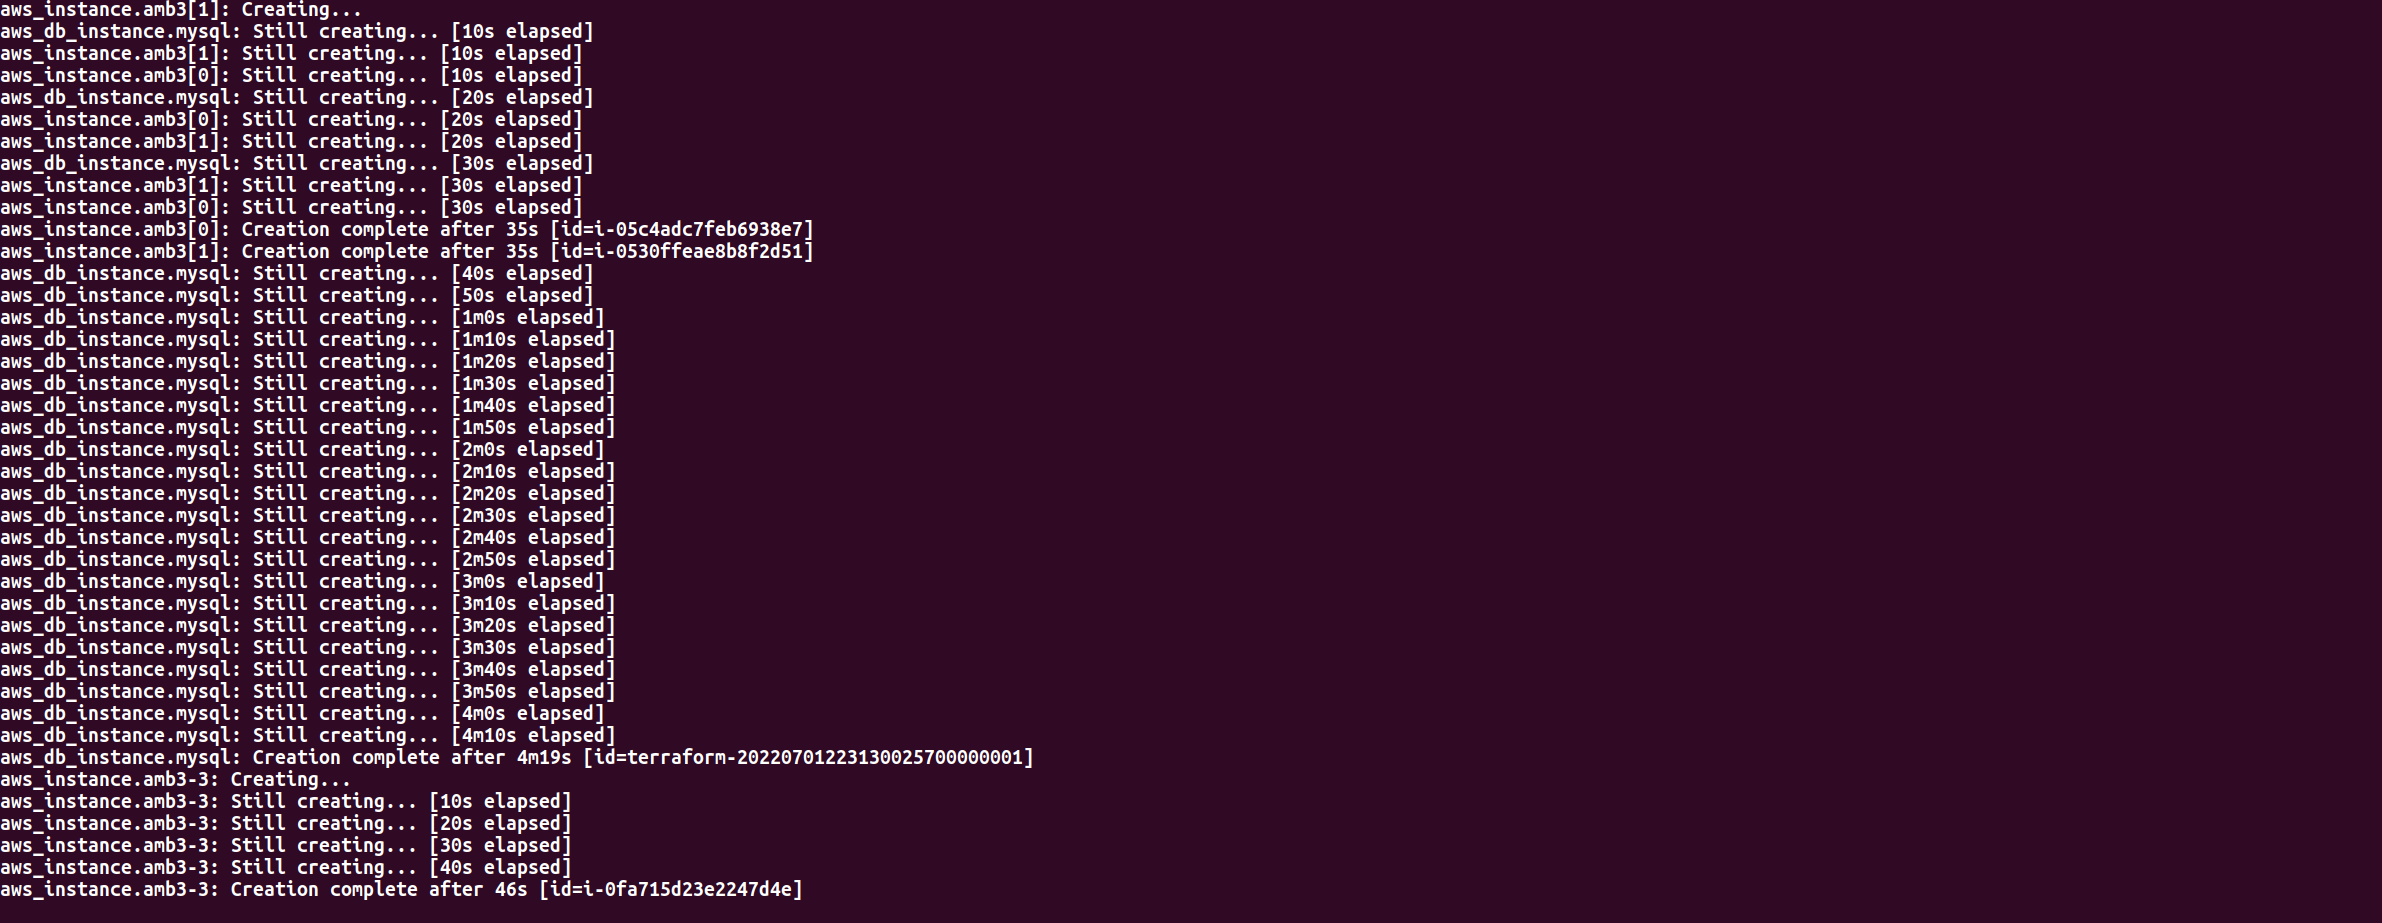 aws_instance.amb3[1]: Creating...
aws_db_instance.mysql: Still creating... [10s elapsed]
aws_instance.amb3[1]: Still creating... [10s elapsed]
aws_instance.amb3[0]: Still creating... [10s elapsed]
aws_db_instance.mysql: Still creating... [20s elapsed]
aws_instance.amb3[0]: Still creating... [20s elapsed]
aws_instance.amb3[1]: Still creating... [20s elapsed]
aws_db_instance.mysql: Still creating... [30s elapsed]
aws_instance.amb3[1]: Still creating... [30s elapsed]
aws_instance.amb3[0]: Still creating... [30s elapsed]
aws_instance.amb3[0]: Creation complete after 35s [id=i-05c4adc7feb6938e7]
aws_instance.amb3[1]: Creation complete after 35s [id=i-0530ffeae8b8f2d51]
aws_db_instance.mysql: Still creating... [40s elapsed]
aws_db_instance.mysql: Still creating... [50s elapsed]
aws_db_instance.mysql: Still creating... [1m0s elapsed]
aws_db_instance.mysql: Still creating... [1m10s elapsed]
aws_db_instance.mysql: Still creating... [1m20s elapsed]
aws_db_instance.mysql: Still creating... [1m30s elapsed]
aws_db_instance.mysql: Still creating... [1m40s elapsed]
aws_db_instance.mysql: Still creating... [1m50s elapsed]
aws_db_instance.mysql: Still creating... [2m0s elapsed]
aws_db_instance.mysql: Still creating... [2m10s elapsed]
aws_db_instance.mysql: Still creating... [2m20s elapsed]
aws_db_instance.mysql: Still creating... [2m30s elapsed]
aws_db_instance.mysql: Still creating... [2m40s elapsed]
aws_db_instance.mysql: Still creating... [2m50s elapsed]
aws_db_instance.mysql: Still creating... [3m0s elapsed]
aws_db_instance.mysql: Still creating... [3m10s elapsed]
aws_db_instance.mysql: Still creating... [3m20s elapsed]
aws_db_instance.mysql: Still creating... [3m30s elapsed]
aws_db_instance.mysql: Still creating... [3m40s elapsed]
aws_db_instance.mysql: Still creating... [3m50s elapsed]
aws_db_instance.mysql: Still creating... [4m0s elapsed]
aws_db_instance.mysql: Still creating... [4m10s elapsed]
aws_db_instance.mysql: Creation complete after 4m19s [id=terraform-20220701223130025700000001]
aws_instance.amb3-3: Creating...
aws_instance.amb3-3: Still creating... [10s elapsed]
aws_instance.amb3-3: Still creating... [20s elapsed]
aws_instance.amb3-3: Still creating... [30s elapsed]
aws_instance.amb3-3: Still creating... [40s elapsed]
aws_instance.amb3-3: Creation complete after 46s [id=i-0fa715d23e2247d4e]